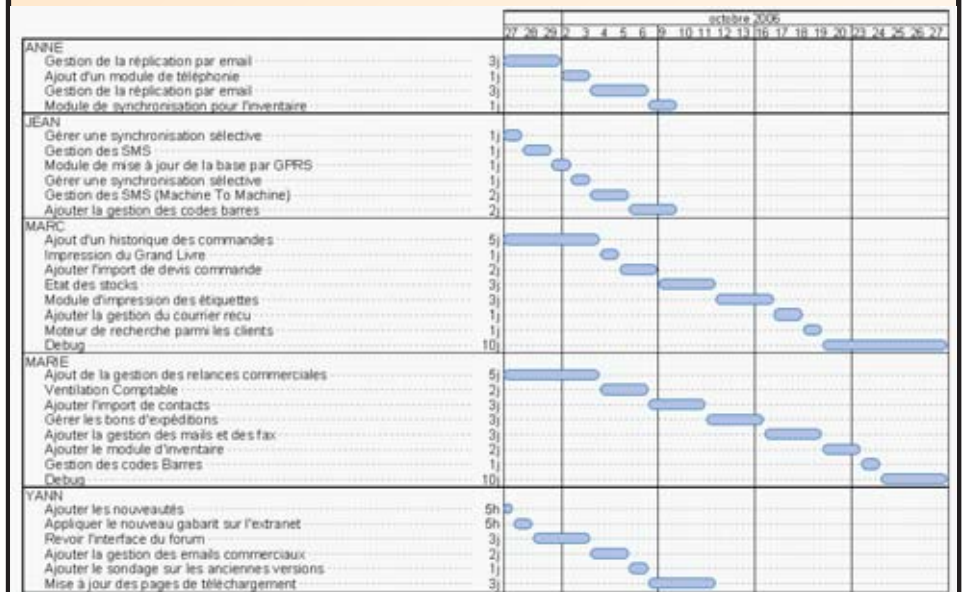 octobre 2006
27 28 29 2 3 4 5 6 9 10 11 12 13 16 17 18 19 20 23 24 25 26 27
ANNE
Gestion de la réplication par email 3j
Ajout d'un module de téléphonie 1j
Gestion de la réplication par email 3j
Module de synchronisation pour l'inventaire 1j
JEAN
Gérer une synchronisation sélective 1j
Gestion des SMS 1j
Module de mise à jour de la base par GPRS 1j
Gérer une synchronisation sélective 1j
Gestion des SMS (Machine To Machine) 2j
Ajouter la gestion des codes barres 2j
MARC
Ajout d'un historique des commandes 5j
Impression du Grand Livre 1j
Ajouter l'import de devis commande 2j
Etat des stocks 3j
Module d'impression des étiquettes 3j
Ajouter la gestion du courrier recu 1j
Moteur de recherche parmi les clients 1j
Debug 10j
MARIE
Ajout de la gestion des relances commerciales 5j
Ventilation Comptable 2j
Ajouter l'import de contacts 3j
Gérer les bons d'expéditions 3j
Ajouter la gestion des mails et des fax 3j
Ajouter le module d'inventaire 2j
Gestion des codes Barres 1j
Debug 10j
YANN
Ajouter les nouveautés 5h
Appliquer le nouveau gabarit sur l'extranet 5h
Revoir l'interface du forum 3j
Ajouter la gestion des emails commerciaux 2j
Ajouter le sondage sur les anciennes versions 1j
Mise à jour des pages de téléchargement 3j